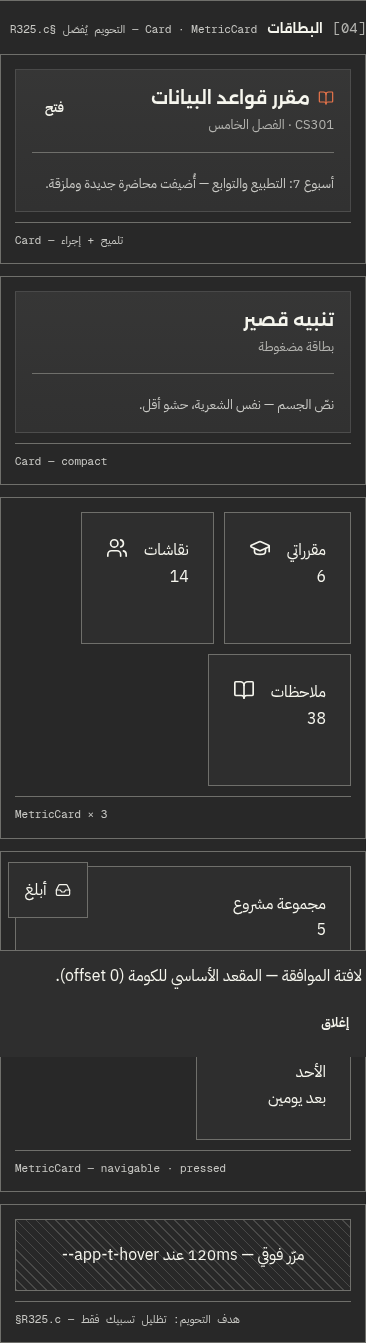 [04] البطاقات Card · MetricCard — التحويم يُفضل §R325.c
مقرر قواعد البيانات
فتح
CS301 · الفصل الخامس
أسبوع 7: التطبيع والتوابع — أُضيفت محاضرة جديدة وملزقة.
Card — تلميح + إجراء
تنبيه قصير
بطاقة مضغوطة
نصّ الجسم — نفس الشعرية، حشو أقل.
Card — compact
مقرراتي
6
نقاشات
14
ملاحظات
38
MetricCard × 3
أبلغ
مجموعة مشروع
5
لافتة الموافقة — المقعد الأساسي للكومة (offset 0).
إغلاق
الأحد
بعد يومين
MetricCard — navigable · pressed
مرّر فوقي — 120ms عند --app-t-hover
هدف التحويم: تظليل تسبيك فقط — §R325.c